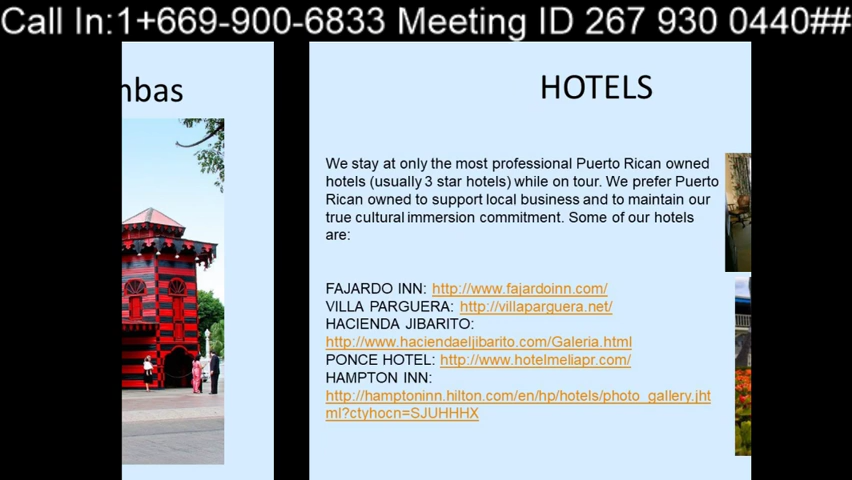 Call In:1+669-900-6833 Meeting ID 267 930 0440##
HOTELS
We stay at only the most professional Puerto Rican owned
hotels (usually 3 star hotels) while on tour. We prefer Puerto
Rican owned to support local business and to maintain our
true cultural immersion commitment. Some of our hotels
are:
FAJARDO INN: http://www.fajardoinn.com/
VILLA PARGUERA: http://villaparguera.net/
HACIENDA JIBARITO:
http://www.haciendaeljibarito.com/Galeria.html
PONCE HOTEL: http://www.hotelmeliapr.com/
HAMPTON INN:
http://hamptoninn.hilton.com/en/hp/hotels/photo_gallery.jht
ml?ctyhocn=SJUHHHX